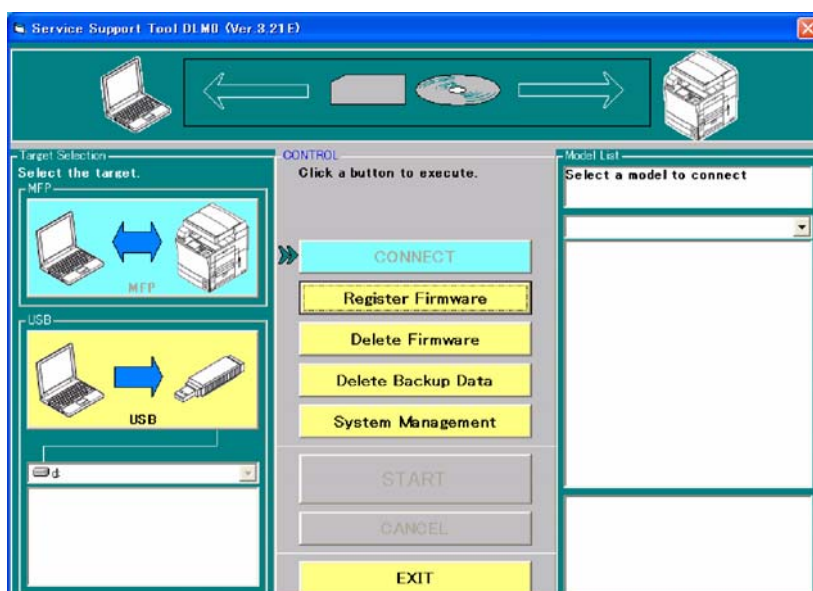 Service Support Tool DLM0 (Ver.3.21E)
Target Selection
Select the target.
MFP
MFP
USB
USB
d:
CONTROL
Click a button to execute.
CONNECT
Register Firmware
Delete Firmware
Delete Backup Data
System Management
START
CANCEL
EXIT
Model List
Select a model to connect